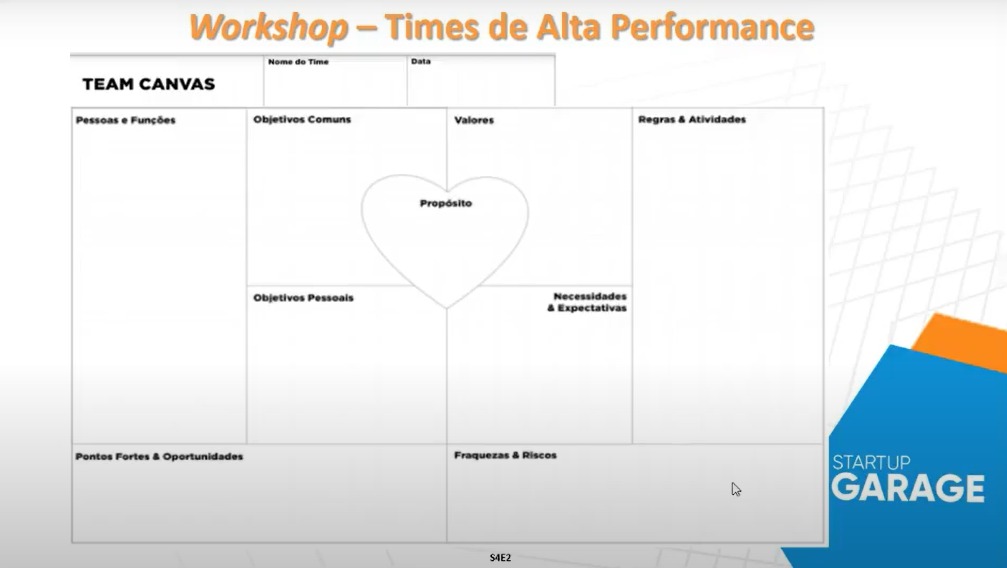 Workshop – Times de Alta Performance
TEAM CANVAS
Nome do Time
Data
Pessoas e Funções
Objetivos Comuns
Valores
Regras & Atividades
Propósito
Objetivos Pessoais
Necessidades
& Expectativas
Pontos Fortes & Oportunidades
Fraquezas & Riscos
STARTUP
GARAGE
S4E2